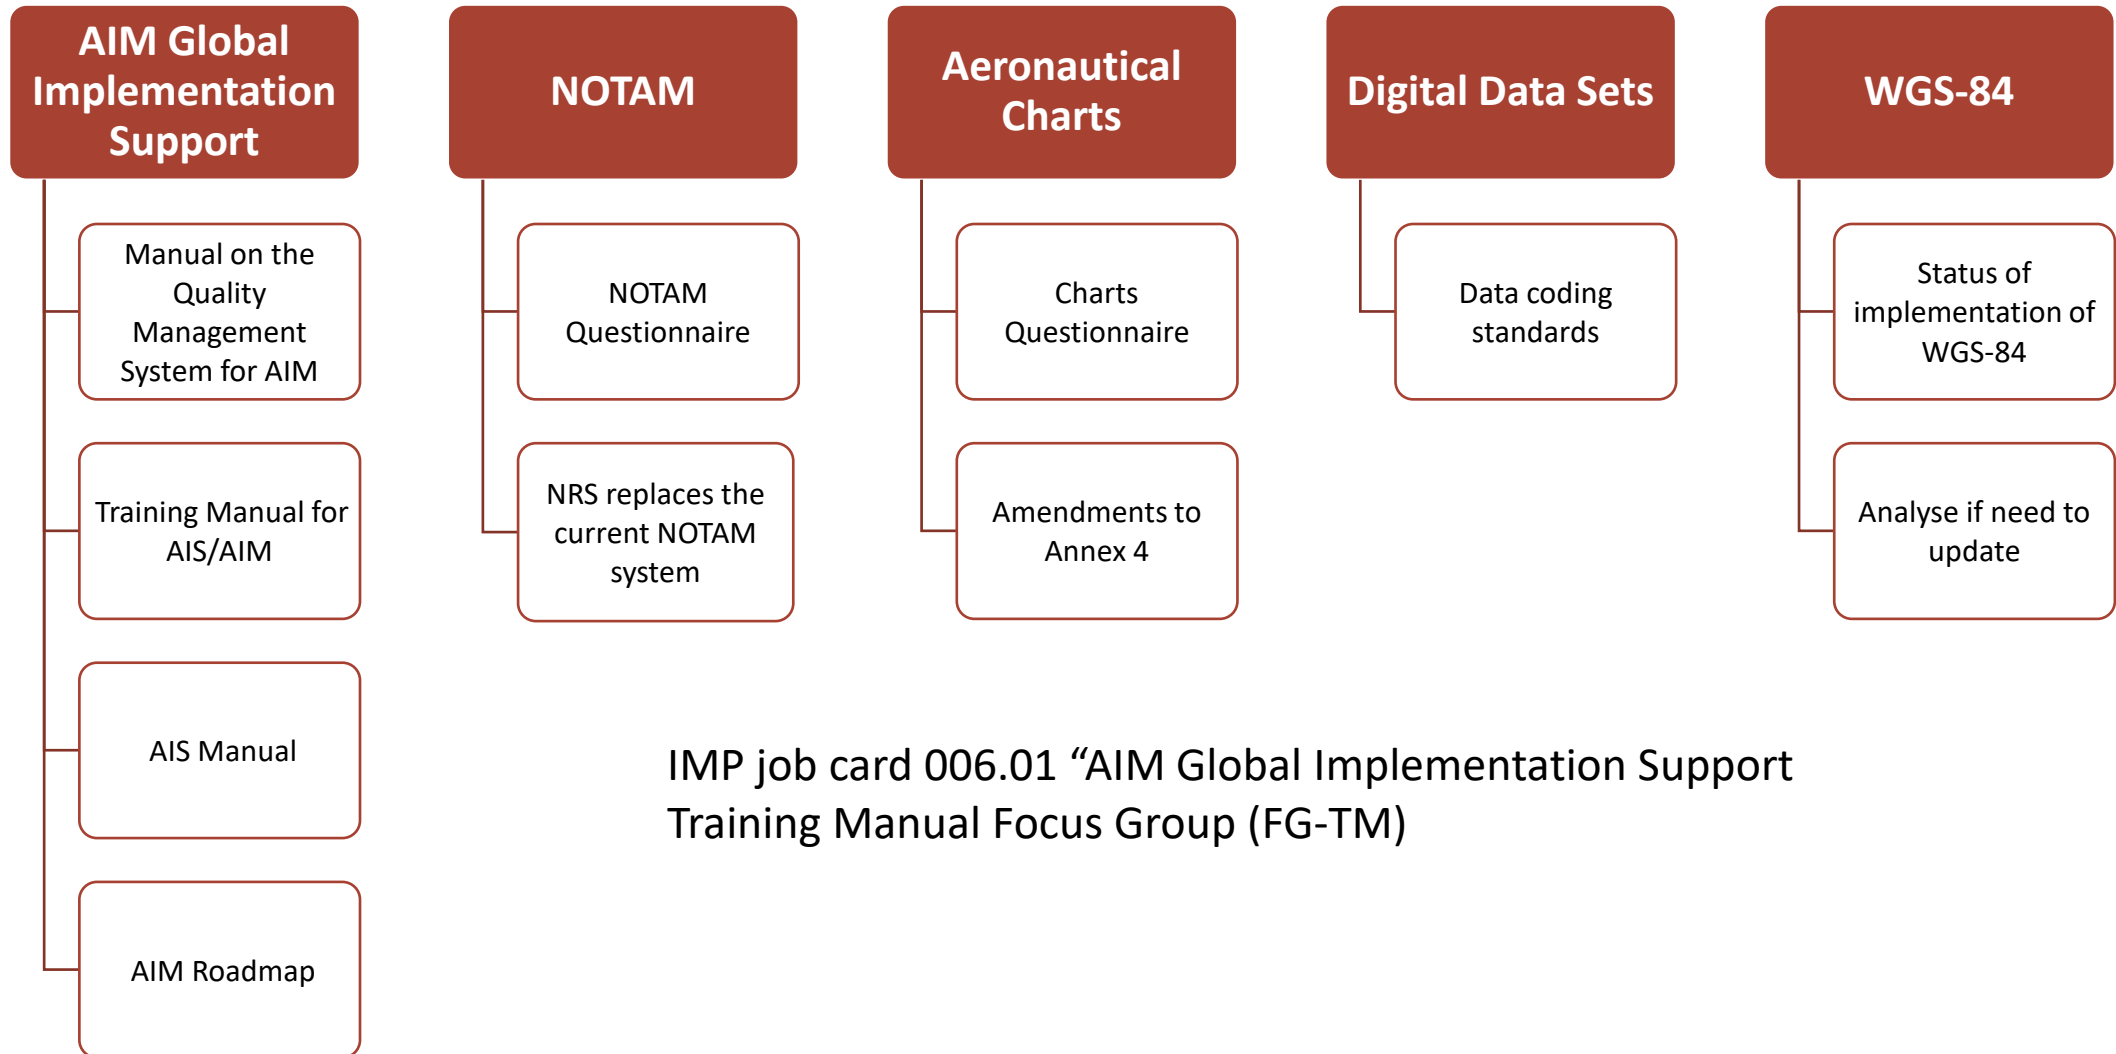 AIM Global
Implementation
Support
Manual on the
Quality
Management
System for AIM
Training Manual for
AIS/AIM
AIS Manual
AIM Roadmap
NOTAM
NOTAM
Questionnaire
NRS replaces the
current NOTAM
system
Aeronautical
Charts
Charts
Questionnaire
Amendments to
Annex 4
Digital Data Sets
Data coding
standards
WGS-84
Status of
implementation of
WGS-84
Analyse if need to
update
IMP job card 006.01 “AIM Global Implementation Support
Training Manual Focus Group (FG-TM)